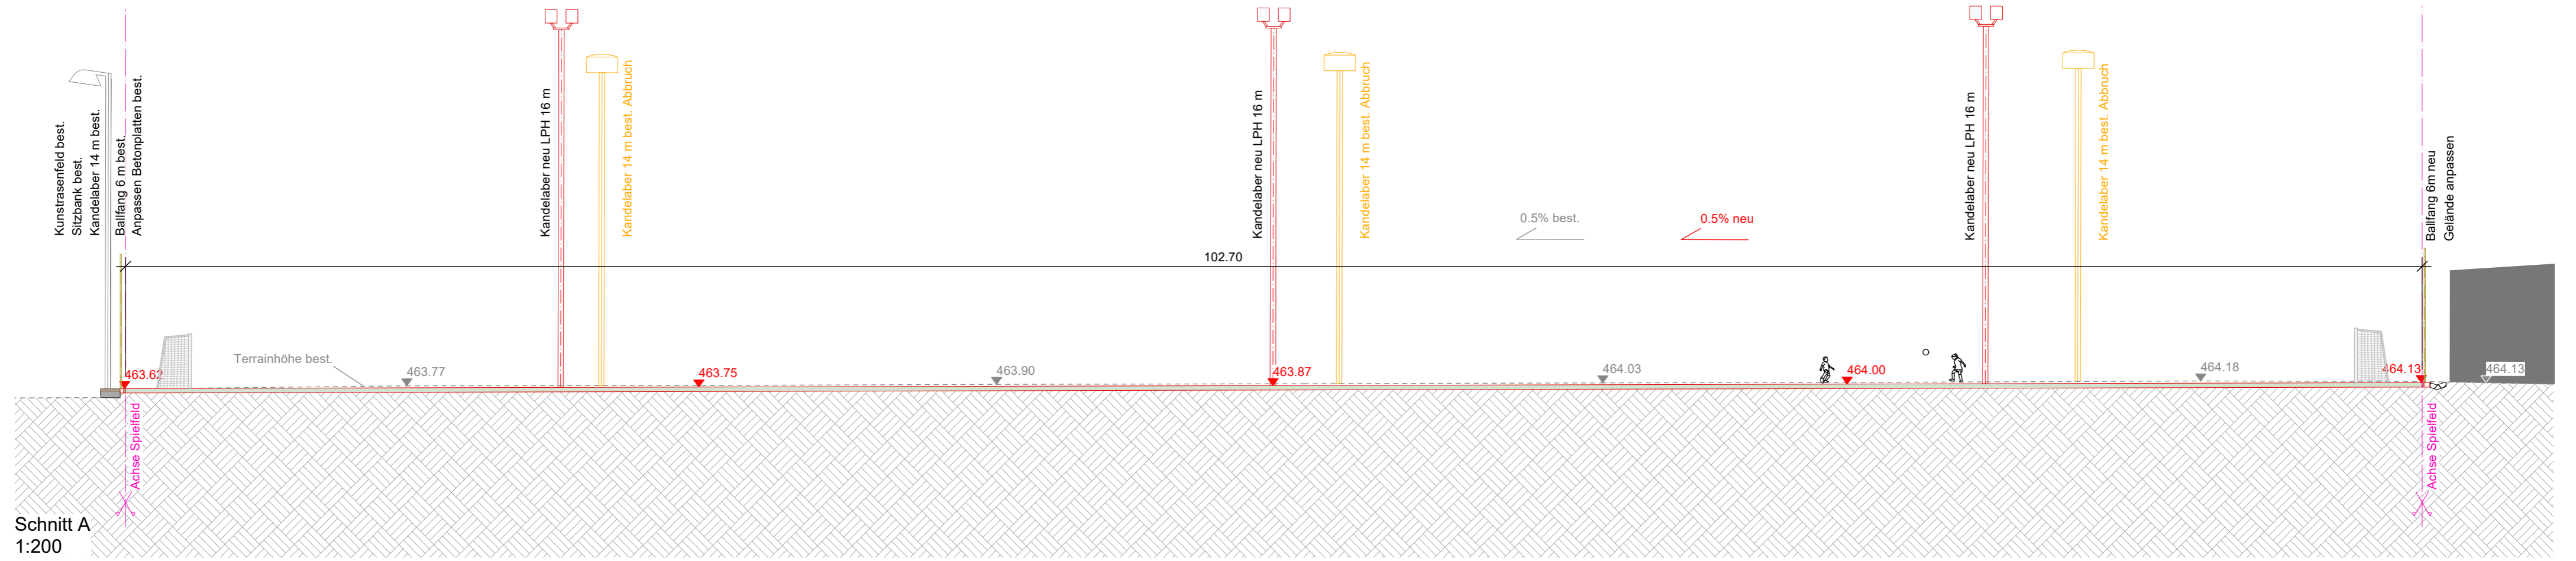 Kunstrasenfeld best.
Sitzbank best.
Kandelaber 14 m best.
Ballfang 6 m best.
Anpassen Betonplatten best.
Kandelaber neu LPH 16 m
Kandelaber 14 m best. Abbruch
Kandelaber neu LPH 16 m
Kandelaber 14 m best. Abbruch
Kandelaber neu LPH 16 m
Kandelaber 14 m best. Abbruch
Ballfang 6m neu
Gelände anpassen
0.5% best.
0.5% neu
102.70
Terrainhöhe best.
463.62
463.77
463.75
463.90
463.87
464.03
464.00
464.18
464.13
464.13
Achse Spielfeld
Achse Spielfeld
Schnitt A
1:200